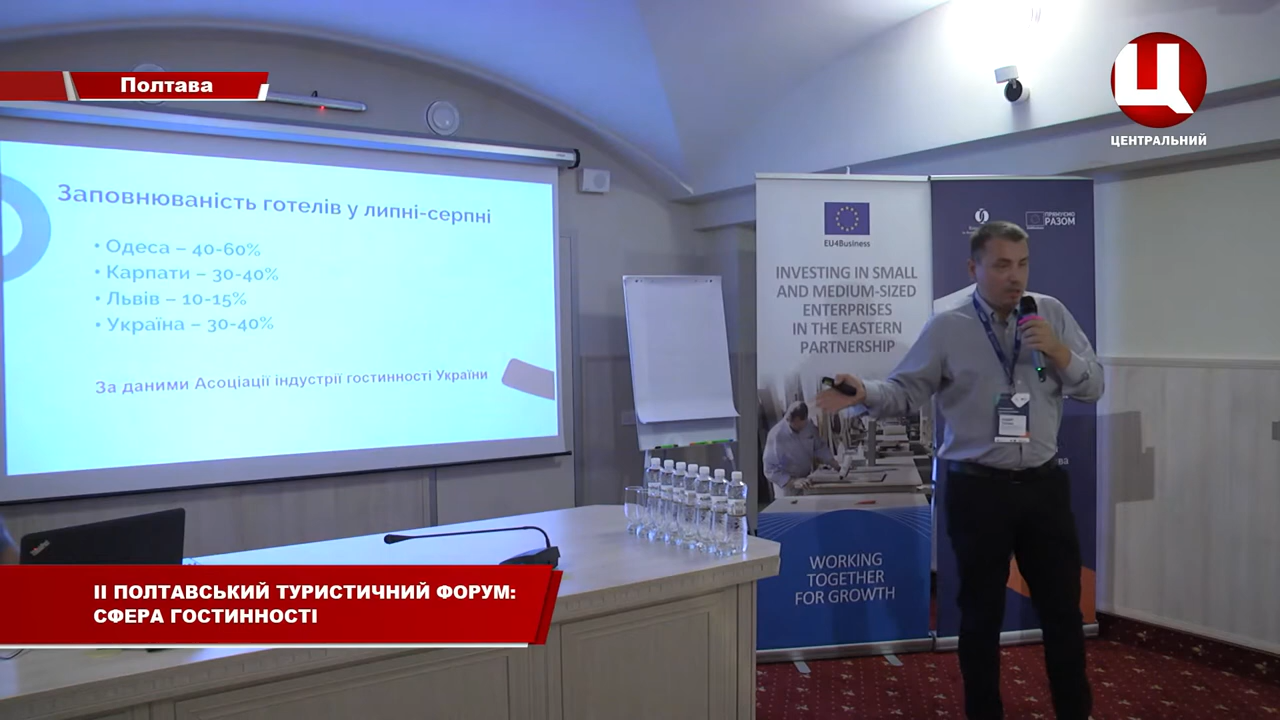 Полтава
Ц
ЦЕНТРАЛЬНИЙ
Заповнюваність готелів у липні-серпні
• Одеса – 40-60%
• Карпати – 30-40%
• Львів – 10-15%
• Україна – 30-40%
За даними Асоціації індустрії гостинності України
EU4Business
INVESTING IN SMALL
AND MEDIUM-SIZED
ENTERPRISES
IN THE EASTERN
PARTNERSHIP
WORKING
TOGETHER
FOR GROWTH
ПРЯМУЄМО
РАЗОМ
ІІ ПОЛТАВСЬКИЙ ТУРИСТИЧНИЙ ФОРУМ:
СФЕРА ГОСТИННОСТІ